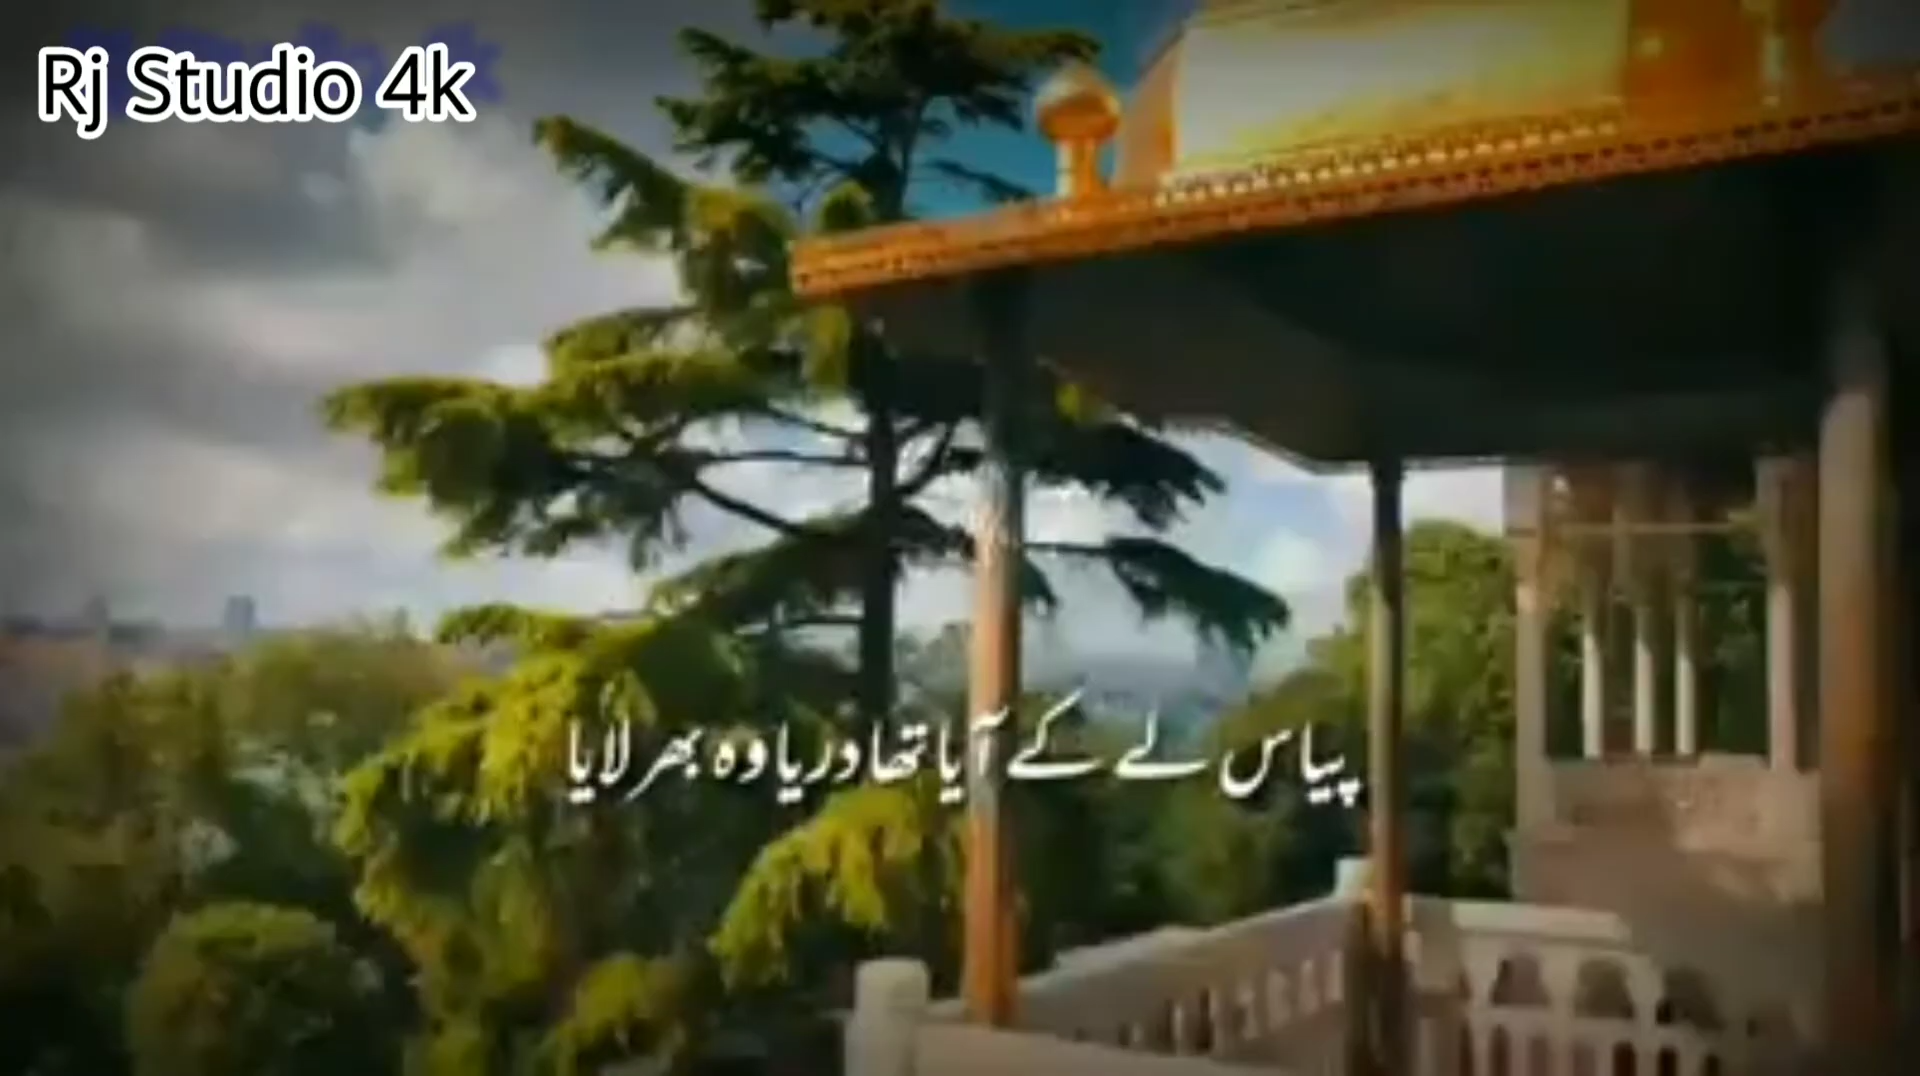 Rj Studio 4k
پیاس لے کے آیا تھا دریا وہ بھر لایا